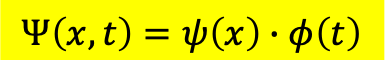 Ψ(x, t) = ψ(x) · ϕ(t)